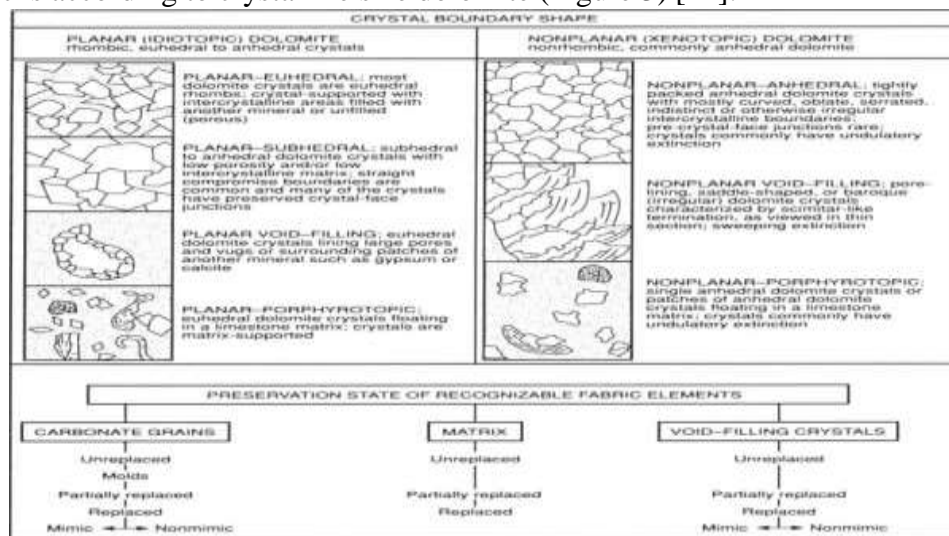 CRYSTAL BOUNDARY SHAPE
PLANAR (IDIOTOPIC) DOLOMITE
rhombic, euhedral to anhedral crystals
PLANAR–EUHEDRAL; most
dolomite crystals are euhedral
rhombs; crystal-supported with
intercrystalline areas filled with
another mineral or unfilled
(porous)
PLANAR–SUBHEDRAL; subhedral
to anhedral dolomite crystals with
low porosity and/or low
intercrystalline matrix; straight
compromise boundaries are
common and many of the crystals
have preserved crystal-face
junctions
PLANAR VOID–FILLING; euhedral
dolomite crystals lining large pores
and vugs or surrounding patches of
another mineral such as gypsum or
calcite
PLANAR–PORPHYROTOPIC;
euhedral dolomite crystals floating
in a limestone matrix; crystals are
matrix-supported
NONPLANAR (XENOTOPIC) DOLOMITE
nonrhombic, commonly anhedral dolomite
NONPLANAR–ANHEDRAL; tightly
packed anhedral dolomite crystals
with mostly curved, oblate, serrated,
indistinct or otherwise irregular
intercrystalline boundaries;
pre-crystal-face junctions rare;
crystals commonly have undulatory
extinction
NONPLANAR VOID–FILLING; pore-
lining, saddle-shaped, or baroque
(irregular) dolomite crystals
characterized by scimitar-like
termination, as viewed in thin
section; sweeping extinction
NONPLANAR–PORPHYROTOPIC;
single anhedral dolomite crystals or
patches of anhedral dolomite
crystals floating in a limestone
matrix; crystals commonly have
undulatory extinction
PRESERVATION STATE OF RECOGNIZABLE FABRIC ELEMENTS
CARBONATE GRAINS
Unreplaced
Molds
Partially replaced
Replaced
Mimic Nonmimic
MATRIX
Unreplaced
Partially replaced
Replaced
VOID–FILLING CRYSTALS
Unreplaced
Partially replaced
Replaced
Mimic Nonmimic